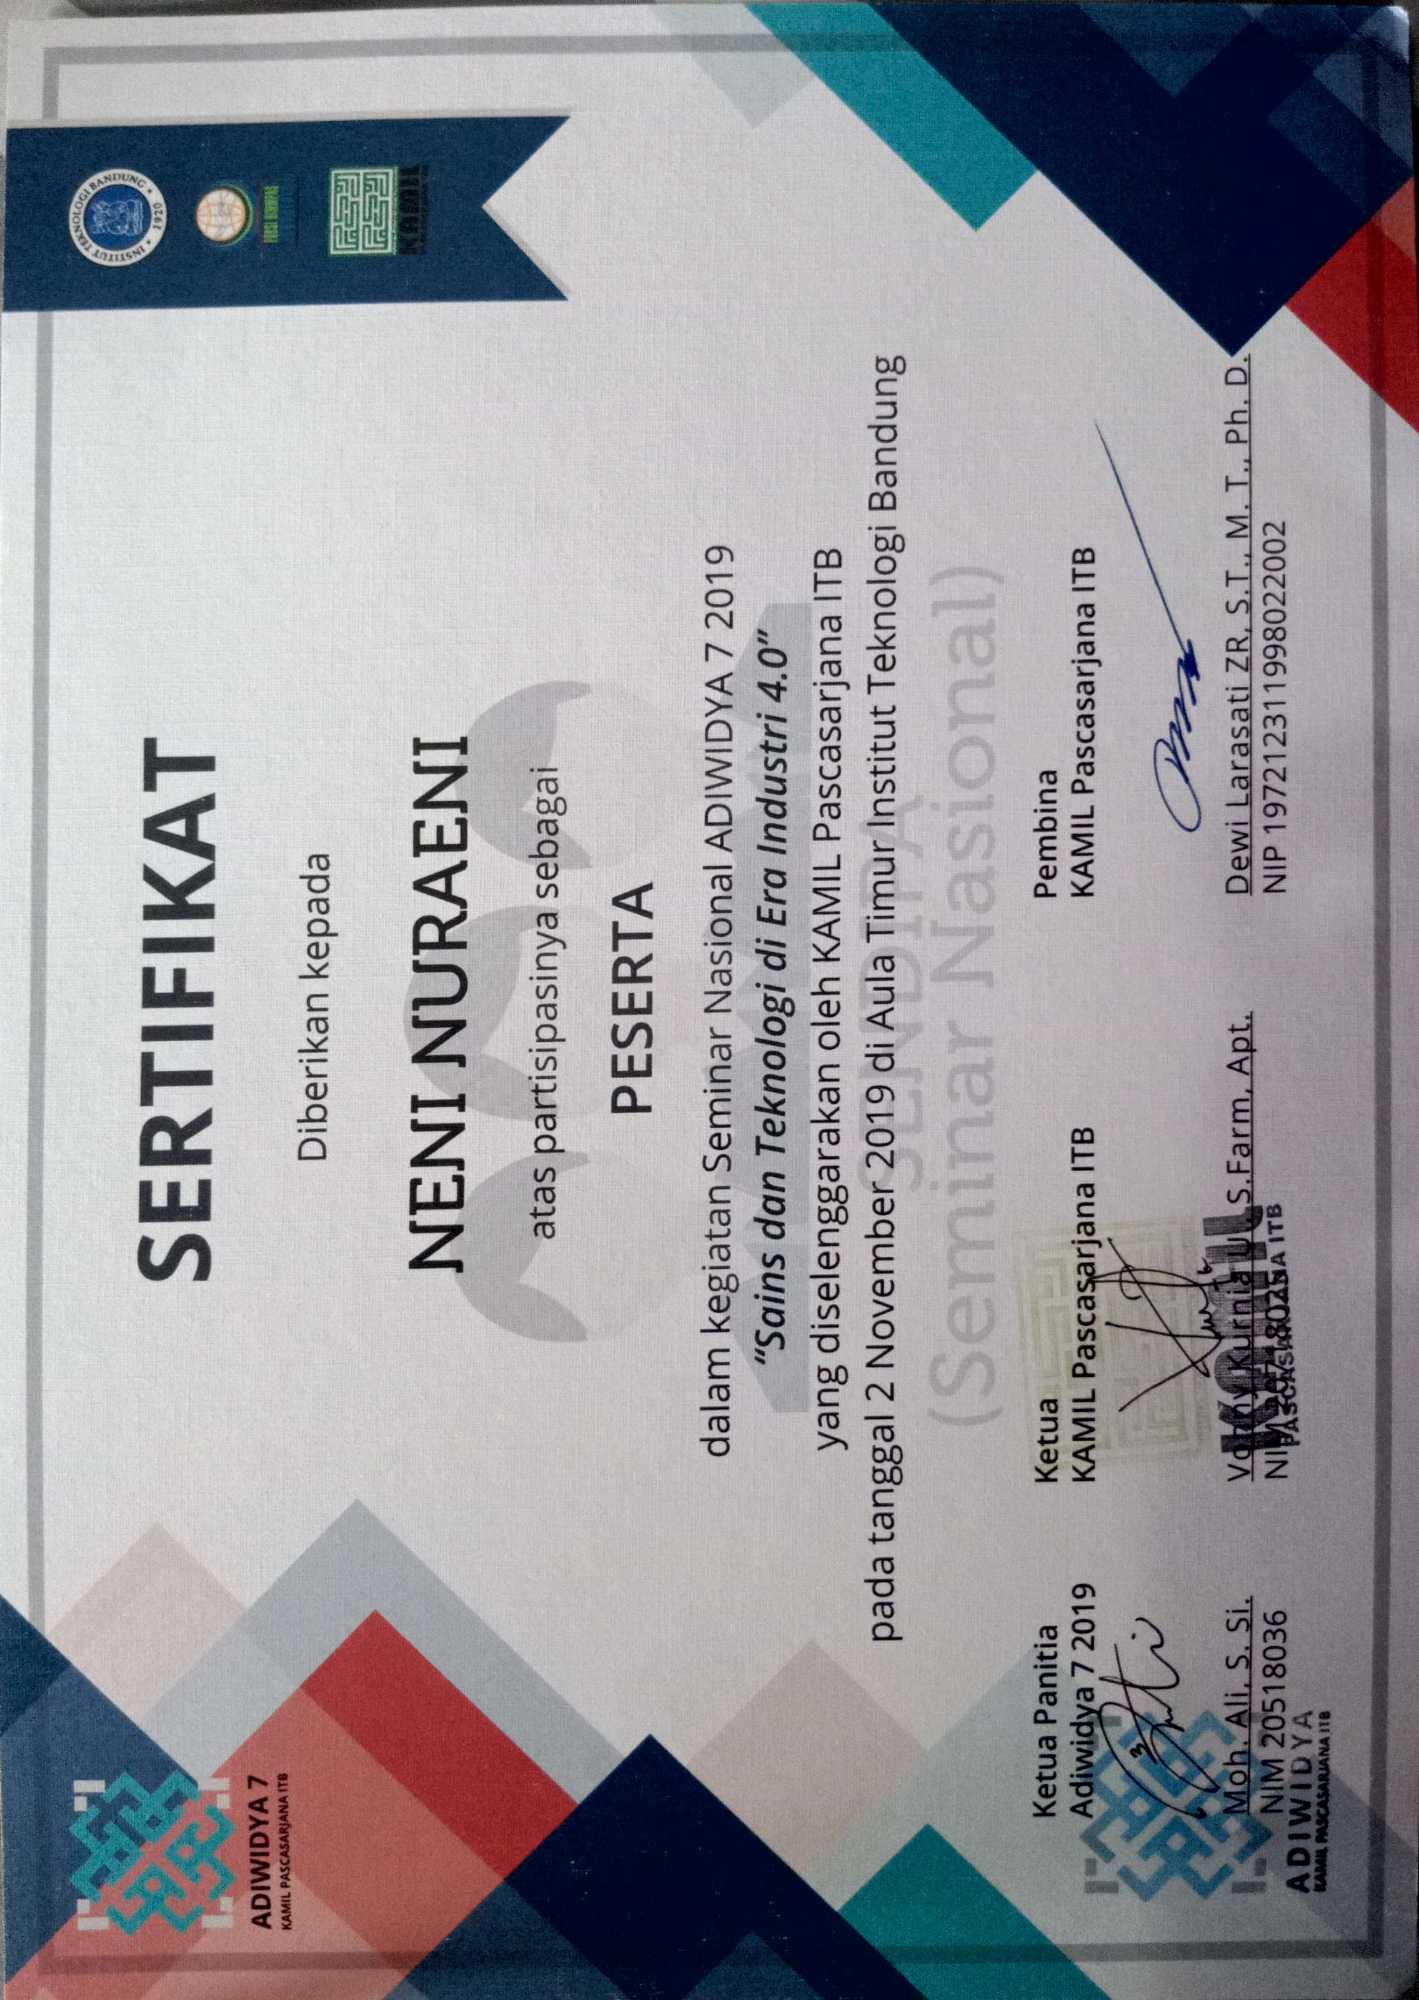 ADIWIDYA 7
KAMIL PASCASARJANA ITB
INSTITUT TEKNOLOGI BANDUNG
1920
KAMIL
SERTIFIKAT
Diberikan kepada
NENI NURAENI
atas partisipasinya sebagai
PESERTA
dalam kegiatan Seminar Nasional ADIWIDYA 7 2019
"Sains dan Teknologi di Era Industri 4.0"
yang diselenggarakan oleh KAMIL Pascasarjana ITB
pada tanggal 2 November 2019 di Aula Timur Institut Teknologi Bandung
SENDIPA
(Seminar Nasional)
Ketua Panitia
Adiwidya 7 2019
Moh. Ali, S. Si.
NIM 20518036
ADIWIDYA
KAMIL PASCASARJANA ITB
Ketua
KAMIL Pascasarjana ITB
Kurnia U., S.Farm, Apt.
NIM
KAMIL
PASCASARJANA ITB
Pembina
KAMIL Pascasarjana ITB
Dewi Larasati ZR, S.T., M. T., Ph. D.
NIP 197212311998022002